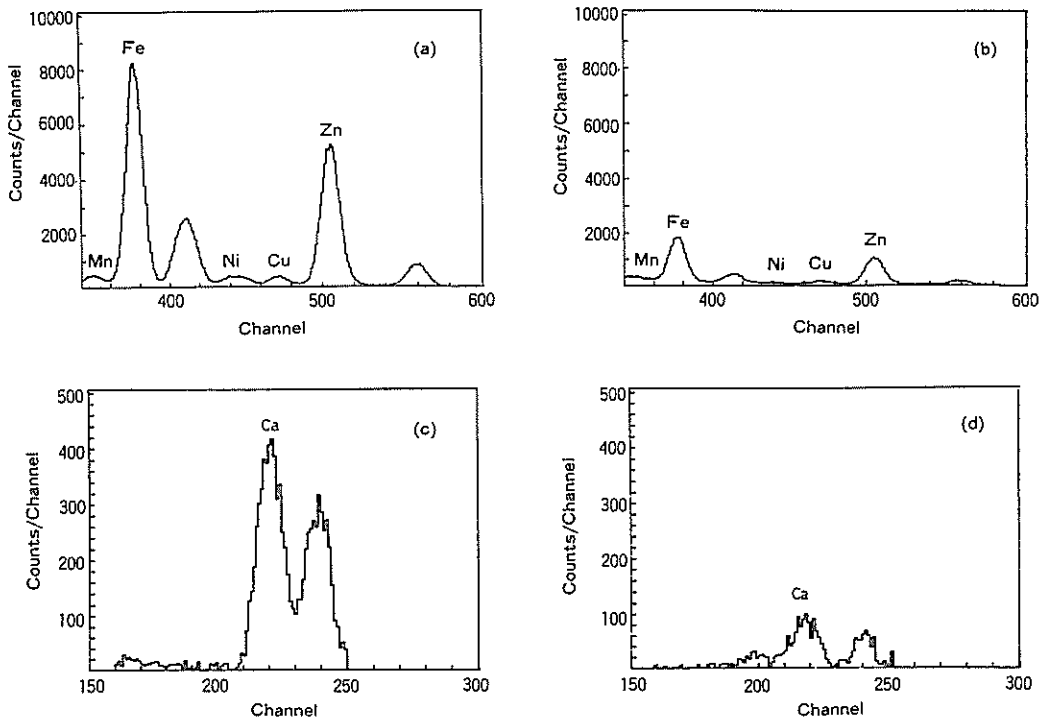 10000
8000
6000
4000
2000
Counts/Channel
(a)
Fe
Zn
Mn
Ni
Cu
400
500
600
Channel
10000
8000
6000
4000
2000
Counts/Channel
(b)
Fe
Zn
Mn
Ni
Cu
400
500
600
Channel
500
400
300
200
100
Counts/Channel
(c)
Ca
150
200
250
300
Channel
500
400
300
200
100
Counts/Channel
(d)
Ca
150
200
250
300
Channel